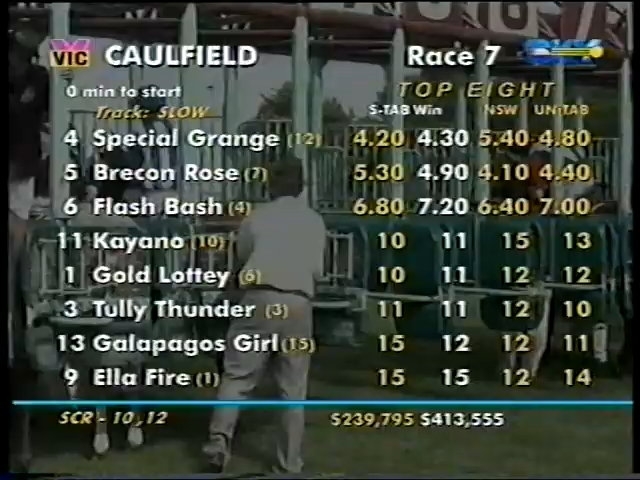 VIC CAULFIELD Race 7 SKY
0 min to start TOP EIGHT
Track: SLOW S-TAB Win NSW UNiTAB
4 Special Grange (12) 4.20 4.30 5.40 4.80
5 Brecon Rose (7) 5.30 4.90 4.10 4.40
6 Flash Bash (4) 6.80 7.20 6.40 7.00
11 Kayano (10) 10 11 15 13
1 Gold Lottey (6) 10 11 12 12
3 Tully Thunder (3) 11 11 12 10
13 Galapagos Girl (15) 15 12 12 11
9 Ella Fire (1) 15 15 12 14
SCR - 10, 12 $239,795 $413,555